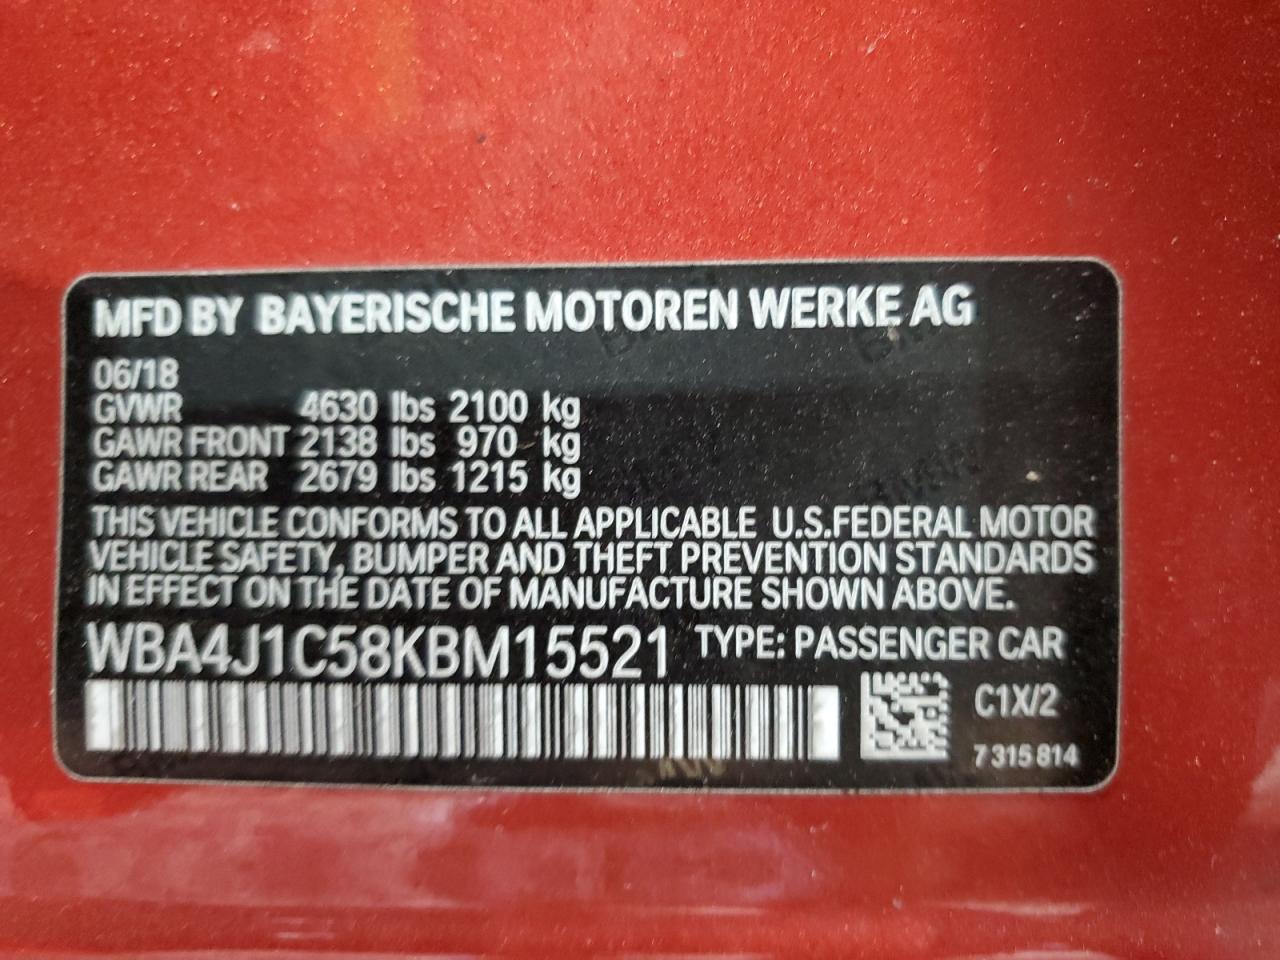 MFD BY BAYERISCHE MOTOREN WERKE AG
06/18
GVWR 4630 lbs 2100 kg
GAWR FRONT 2138 lbs 970 kg
GAWR REAR 2679 lbs 1215 kg
THIS VEHICLE CONFORMS TO ALL APPLICABLE U.S.FEDERAL MOTOR
VEHICLE SAFETY, BUMPER AND THEFT PREVENTION STANDARDS
IN EFFECT ON THE DATE OF MANUFACTURE SHOWN ABOVE.
WBA4J1C58KBM15521 TYPE: PASSENGER CAR
C1X/2
7 315 814